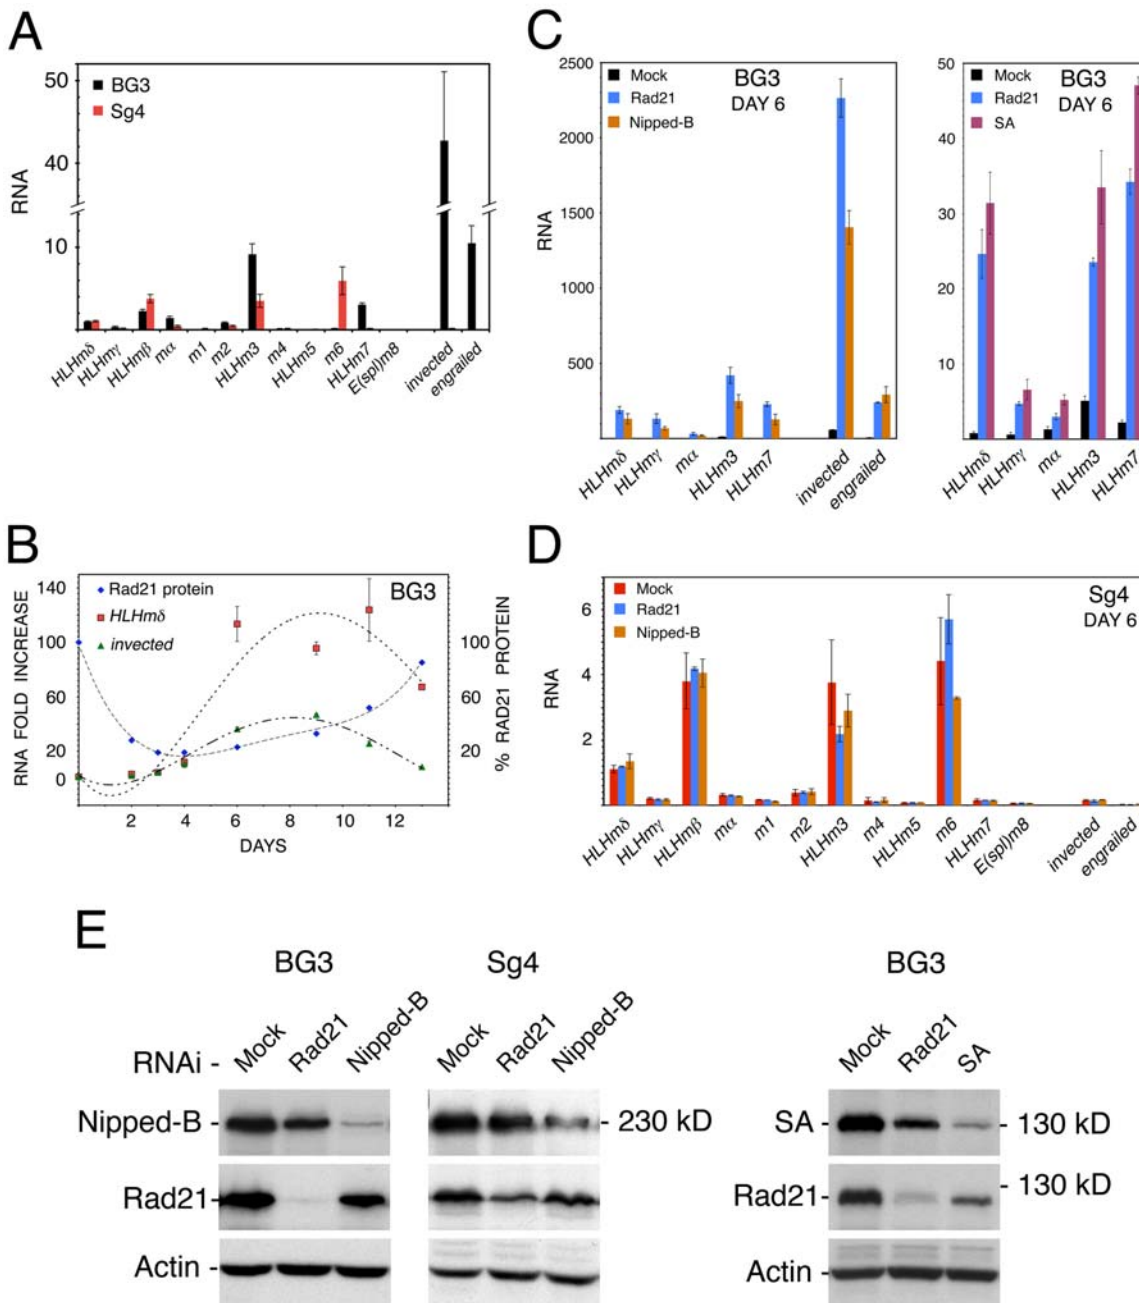 A
50
40
10
RNA
BG3
Sg4
HLHmδ
HLHmγ
HLHmβ
mα
m1
m2
HLHm3
m4
HLHm5
m6
HLHm7
E(spl)m8
invected
engrailed
C
2500
2000
1500
1000
500
RNA
Mock
Rad21
Nipped-B
BG3
DAY 6
HLHmδ
HLHmγ
mα
HLHm3
HLHm7
invected
engrailed
50
40
30
20
10
Mock
Rad21
SA
BG3
DAY 6
HLHmδ
HLHmγ
mα
HLHm3
HLHm7
B
140
100
60
20
0
RNA FOLD INCREASE
Rad21 protein
HLHmδ
invected
BG3
100
60
20
% RAD21 PROTEIN
2 4 6 8 10 12
DAYS
D
6
4
2
RNA
Mock
Rad21
Nipped-B
Sg4
DAY 6
HLHmδ
HLHmγ
HLHmβ
mα
m1
m2
HLHm3
m4
HLHm5
m6
HLHm7
E(spl)m8
invected
engrailed
E
BG3 Sg4 BG3
RNAi - Mock Rad21 Nipped-B Mock Rad21 Nipped-B Mock Rad21 SA
Nipped-B - - 230 kD SA - - 130 kD
Rad21 - Rad21 - - 130 kD
Actin - Actin -